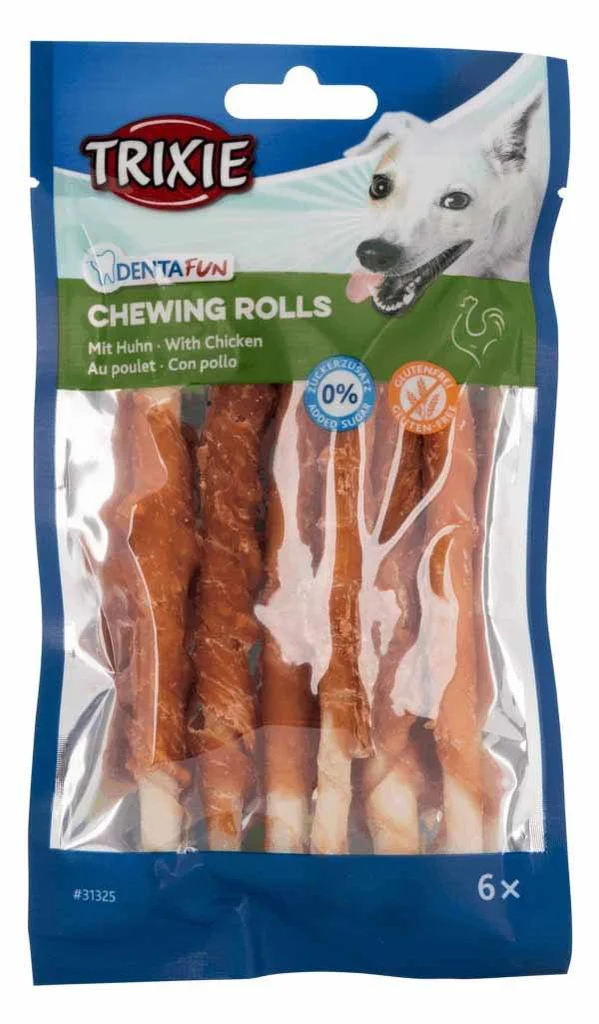 TRIXIE
DENTAFUN
CHEWING ROLLS
Mit Huhn · With Chicken
Au poulet · Con pollo
ZUCKERZUSATZ
0%
ADDED SUGAR
GLUTENFREI
GLUTEN-FREE
#31325
6×